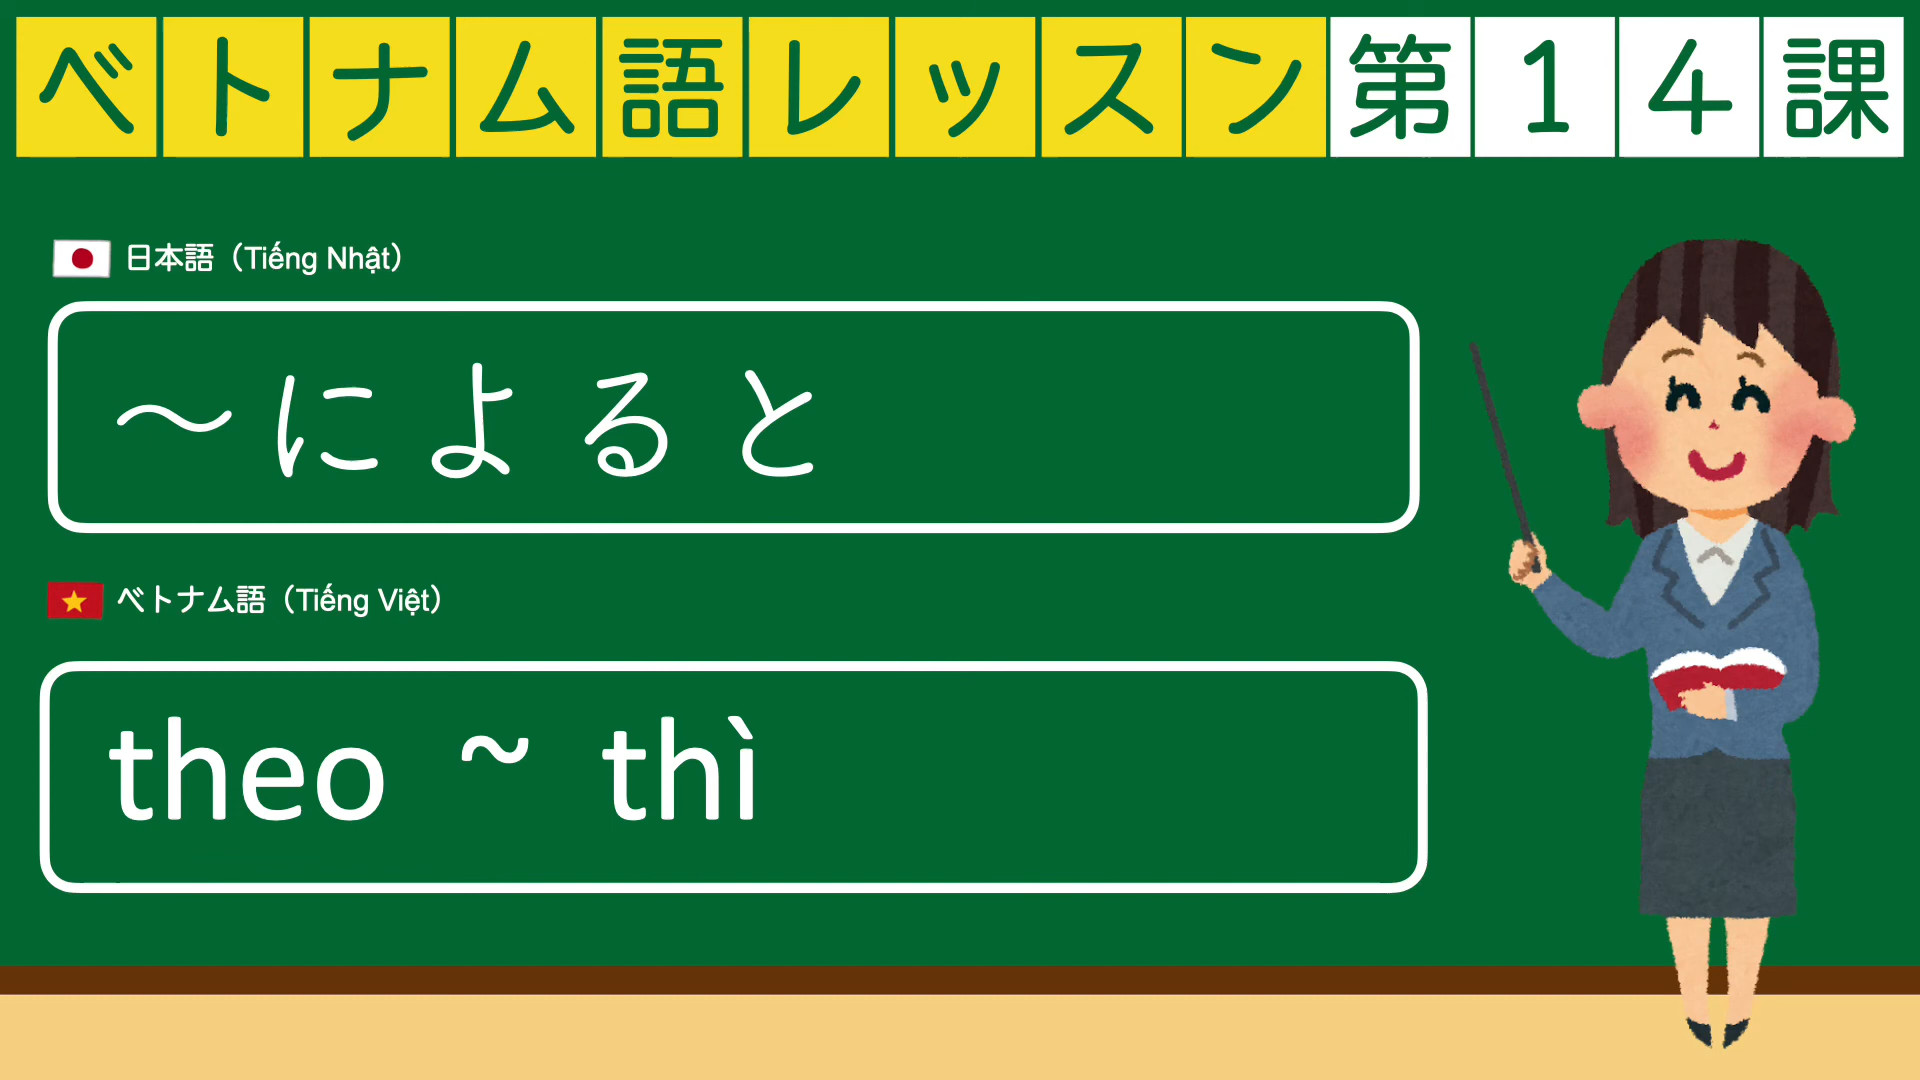 ベトナム語レッスン第14課
日本語（Tiếng Nhật）
～によると
ベトナム語（Tiếng Việt）
theo ~ thì